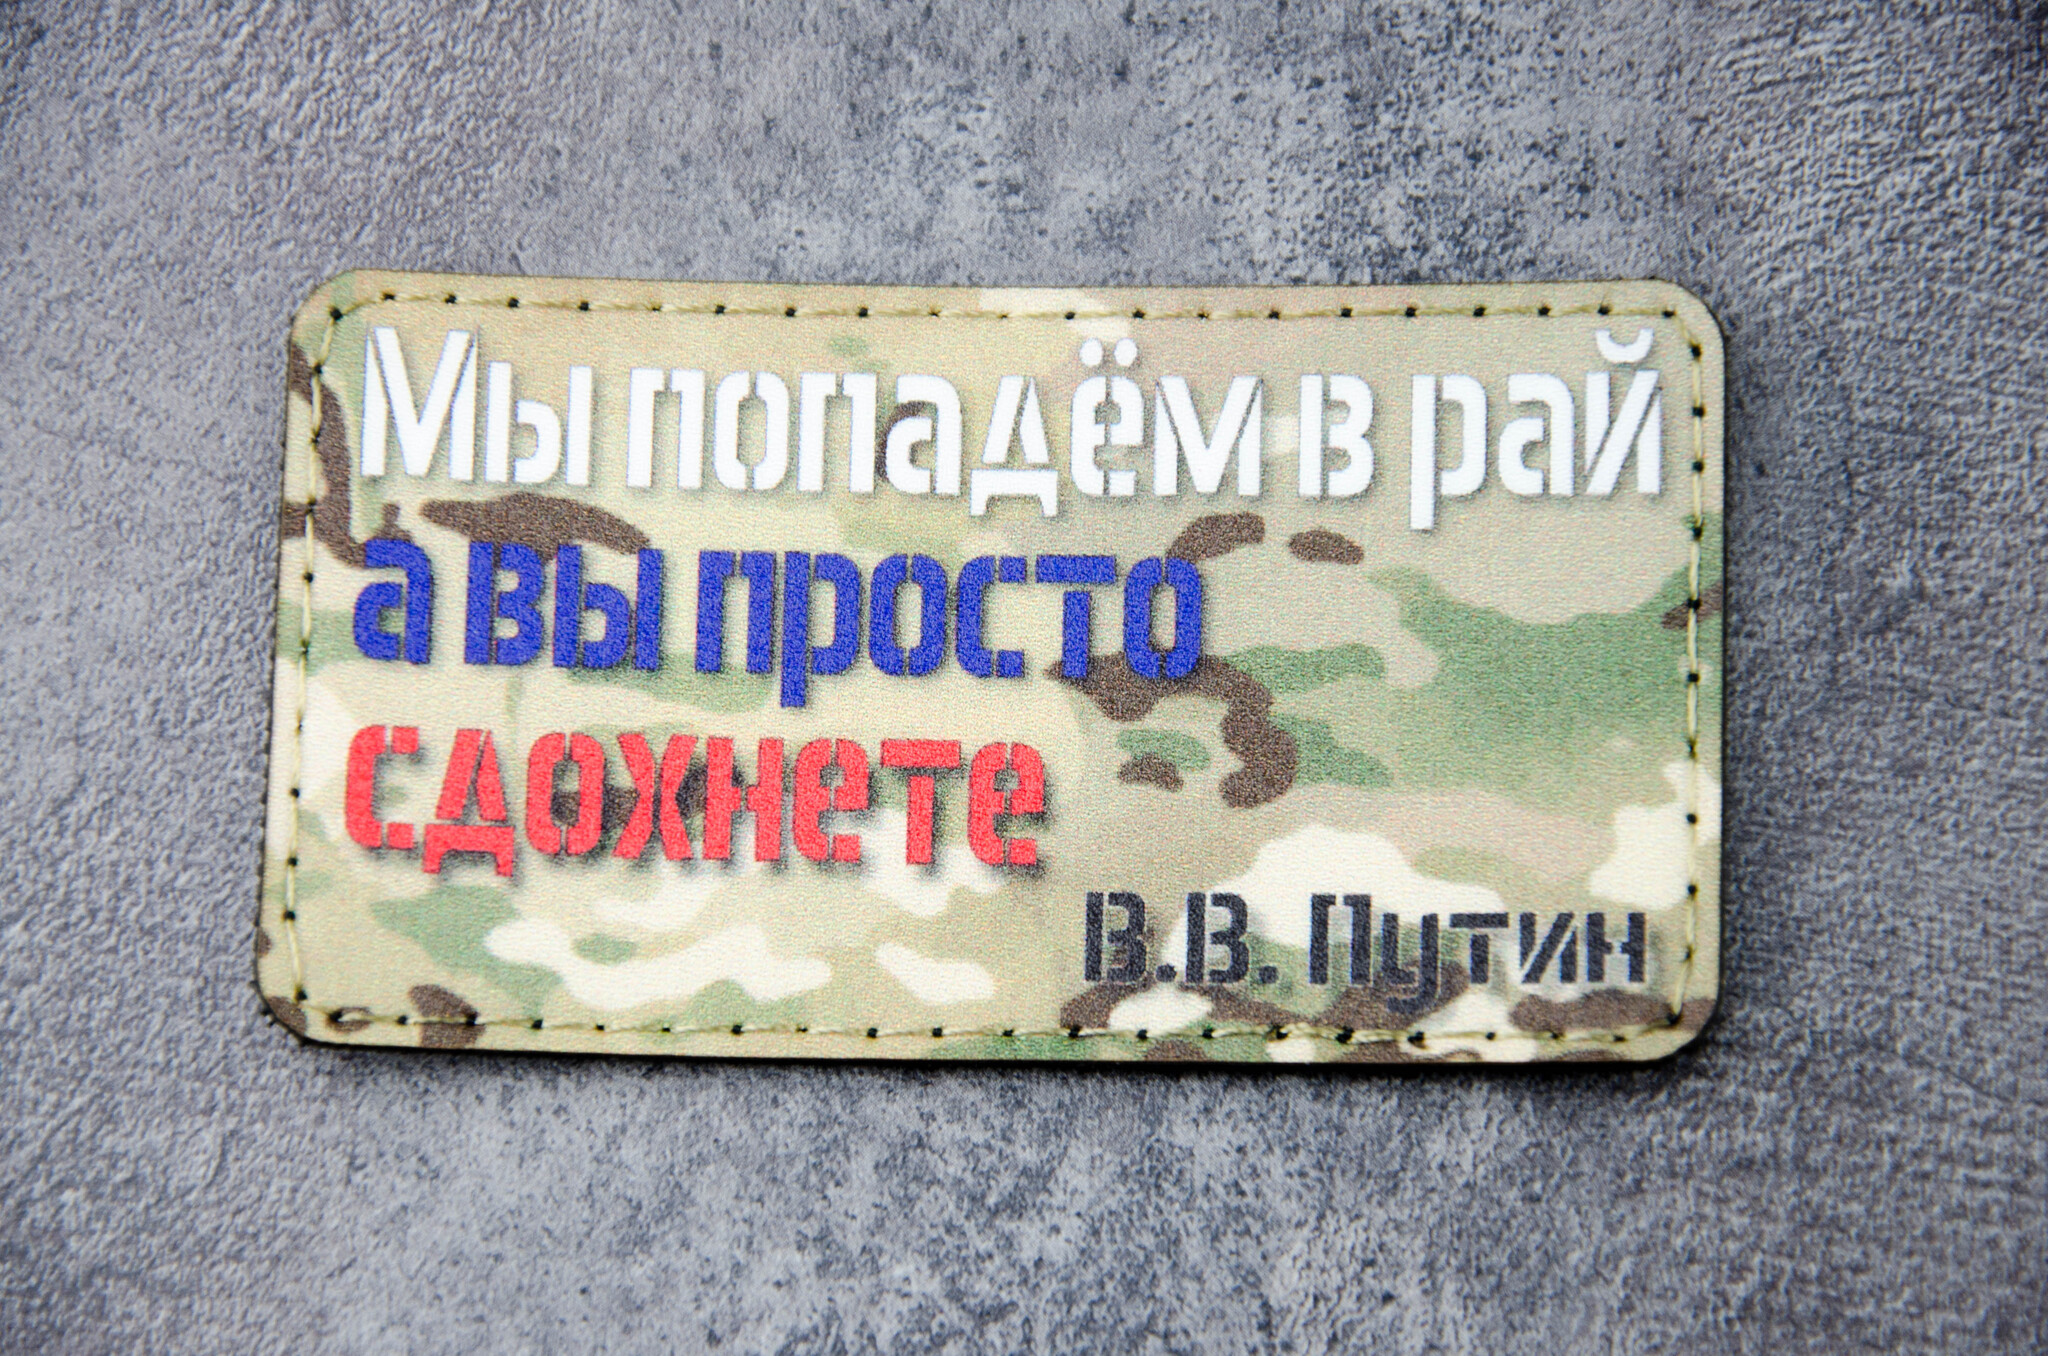 Мы попадём в рай
а вы просто
сдохнете
В.В. Путин